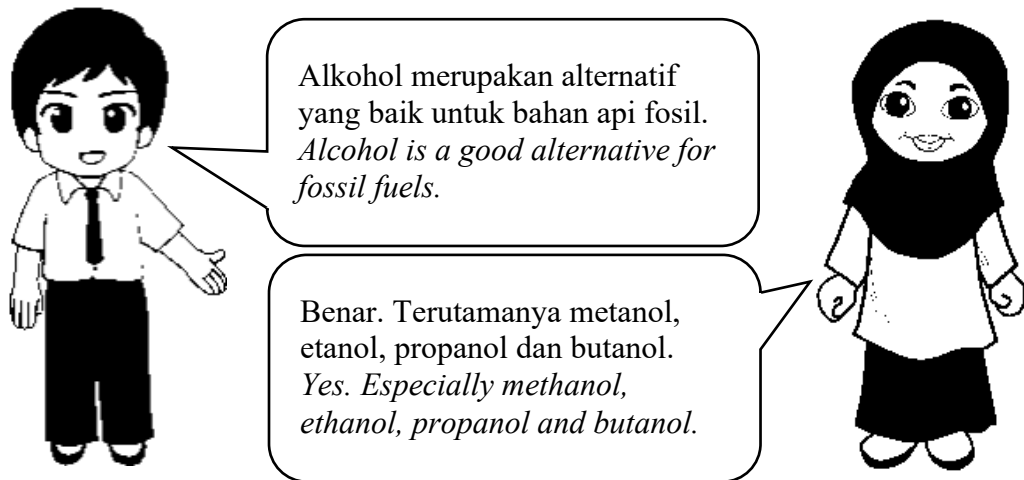 Alkohol merupakan alternatif
yang baik untuk bahan api fosil.
Alcohol is a good alternative for
fossil fuels.
Benar. Terutamanya metanol,
etanol, propanol dan butanol.
Yes. Especially methanol,
ethanol, propanol and butanol.